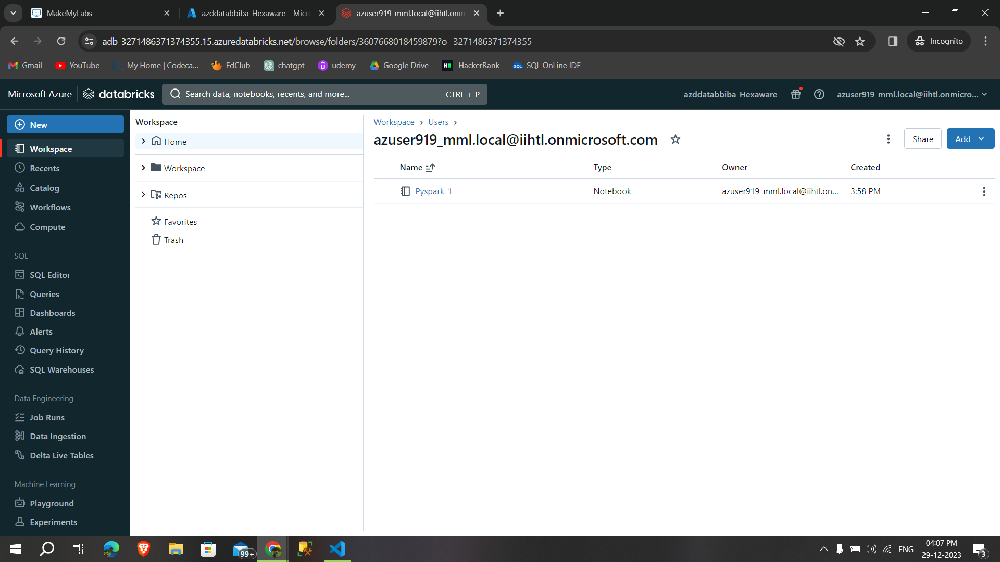 MakeMyLabs
azddatabbiba_Hexaware - Micr
azuser919_mml.local@iihtl.onm
adb-3271486371374355.15.azuredatabricks.net/browse/folders/3607668018459879?o=3271486371374355
Incognito
Gmail
YouTube
My Home | Codeca...
EdClub
chatgpt
udemy
Google Drive
HackerRank
SQL OnLine IDE
Microsoft Azure
databricks
Search data, notebooks, recents, and more...
CTRL + P
azddatabbiba_Hexaware
azuser919_mml.local@iihtl.onmicro...
New
Workspace
Recents
Catalog
Workflows
Compute
SQL
SQL Editor
Queries
Dashboards
Alerts
Query History
SQL Warehouses
Data Engineering
Job Runs
Data Ingestion
Delta Live Tables
Machine Learning
Playground
Experiments
Workspace
Home
Workspace
Repos
Favorites
Trash
Workspace › Users ›
azuser919_mml.local@iihtl.onmicrosoft.com
Share
Add
Name Type Owner Created
Pyspark_1 Notebook azuser919_mml.local@iihtl.on... 3:58 PM
99+
ENG
04:07 PM
29-12-2023
3